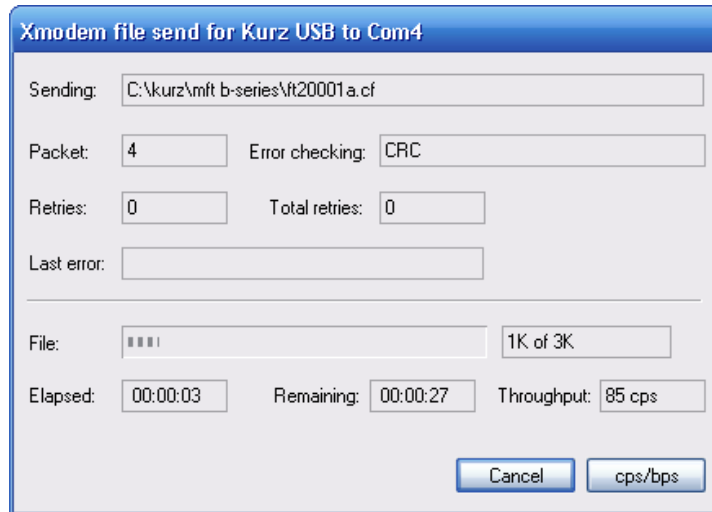 Xmodem file send for Kurz USB to Com4
Sending: C:\kurz\mft b-series\ft20001a.cf
Packet: 4 Error checking: CRC
Retries: 0 Total retries: 0
Last error:
File: 1K of 3K
Elapsed: 00:00:03 Remaining: 00:00:27 Throughput: 85 cps
Cancel cps/bps